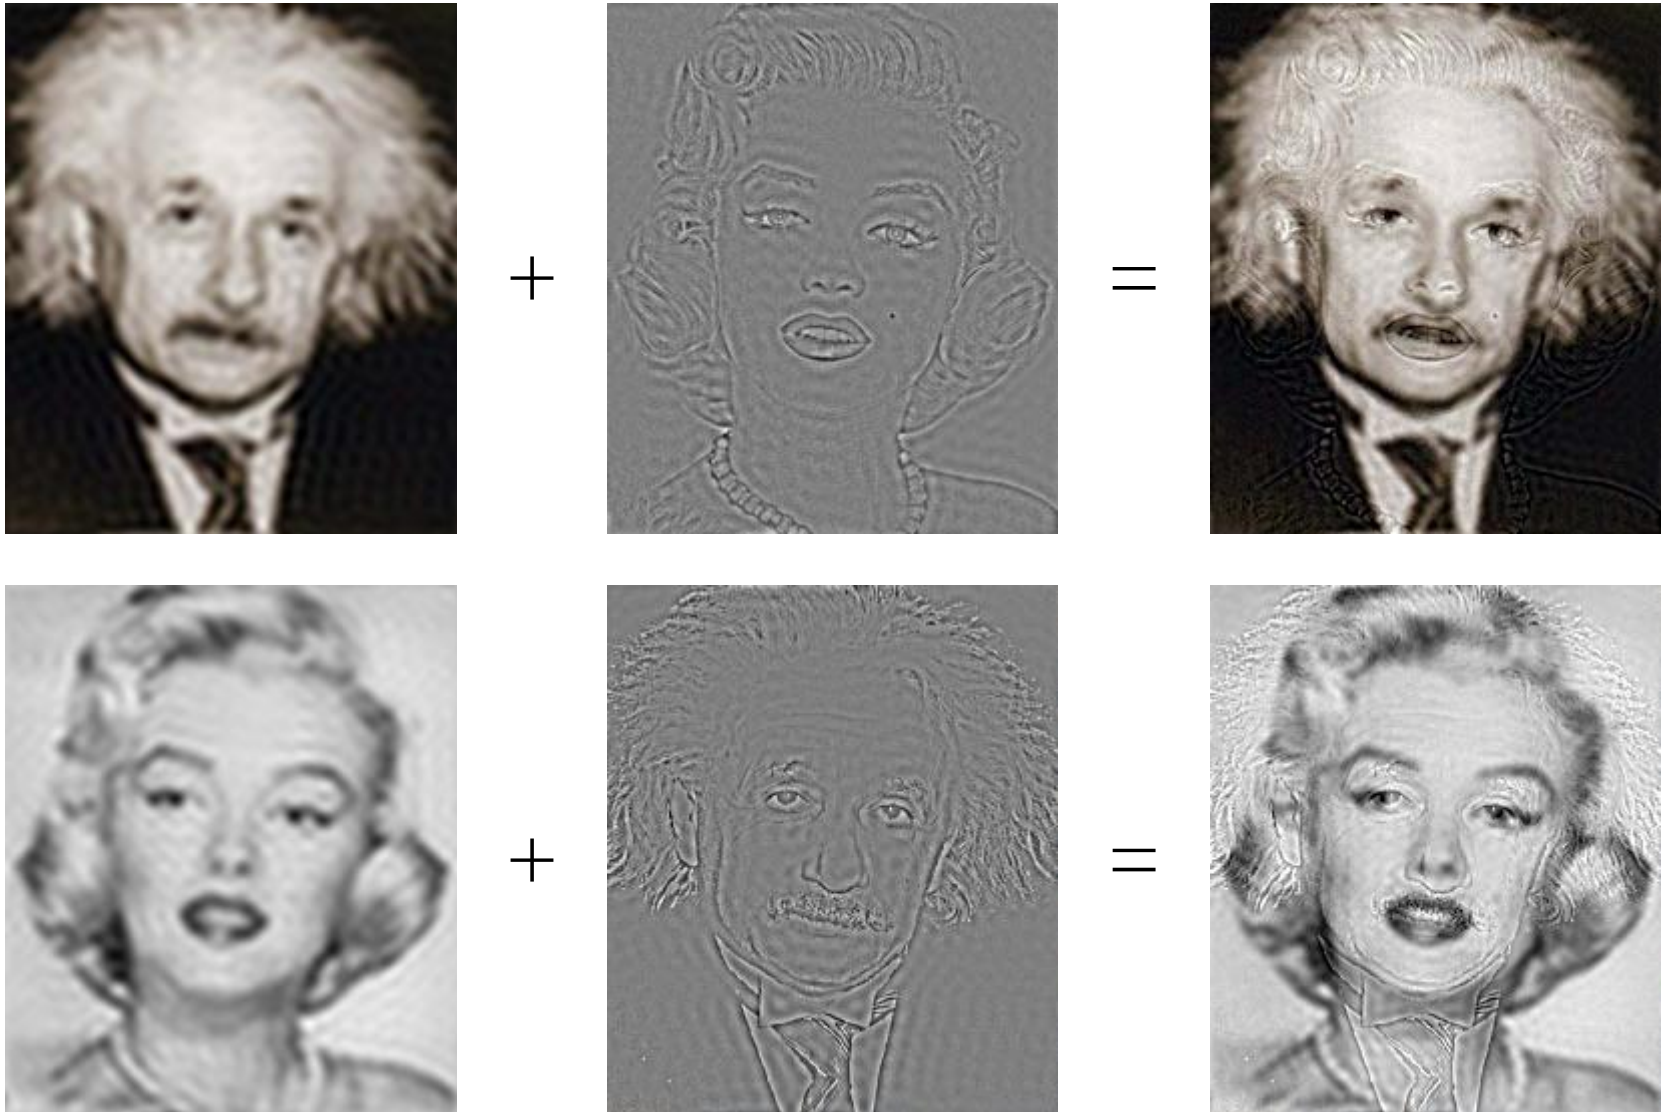 + =
+ =